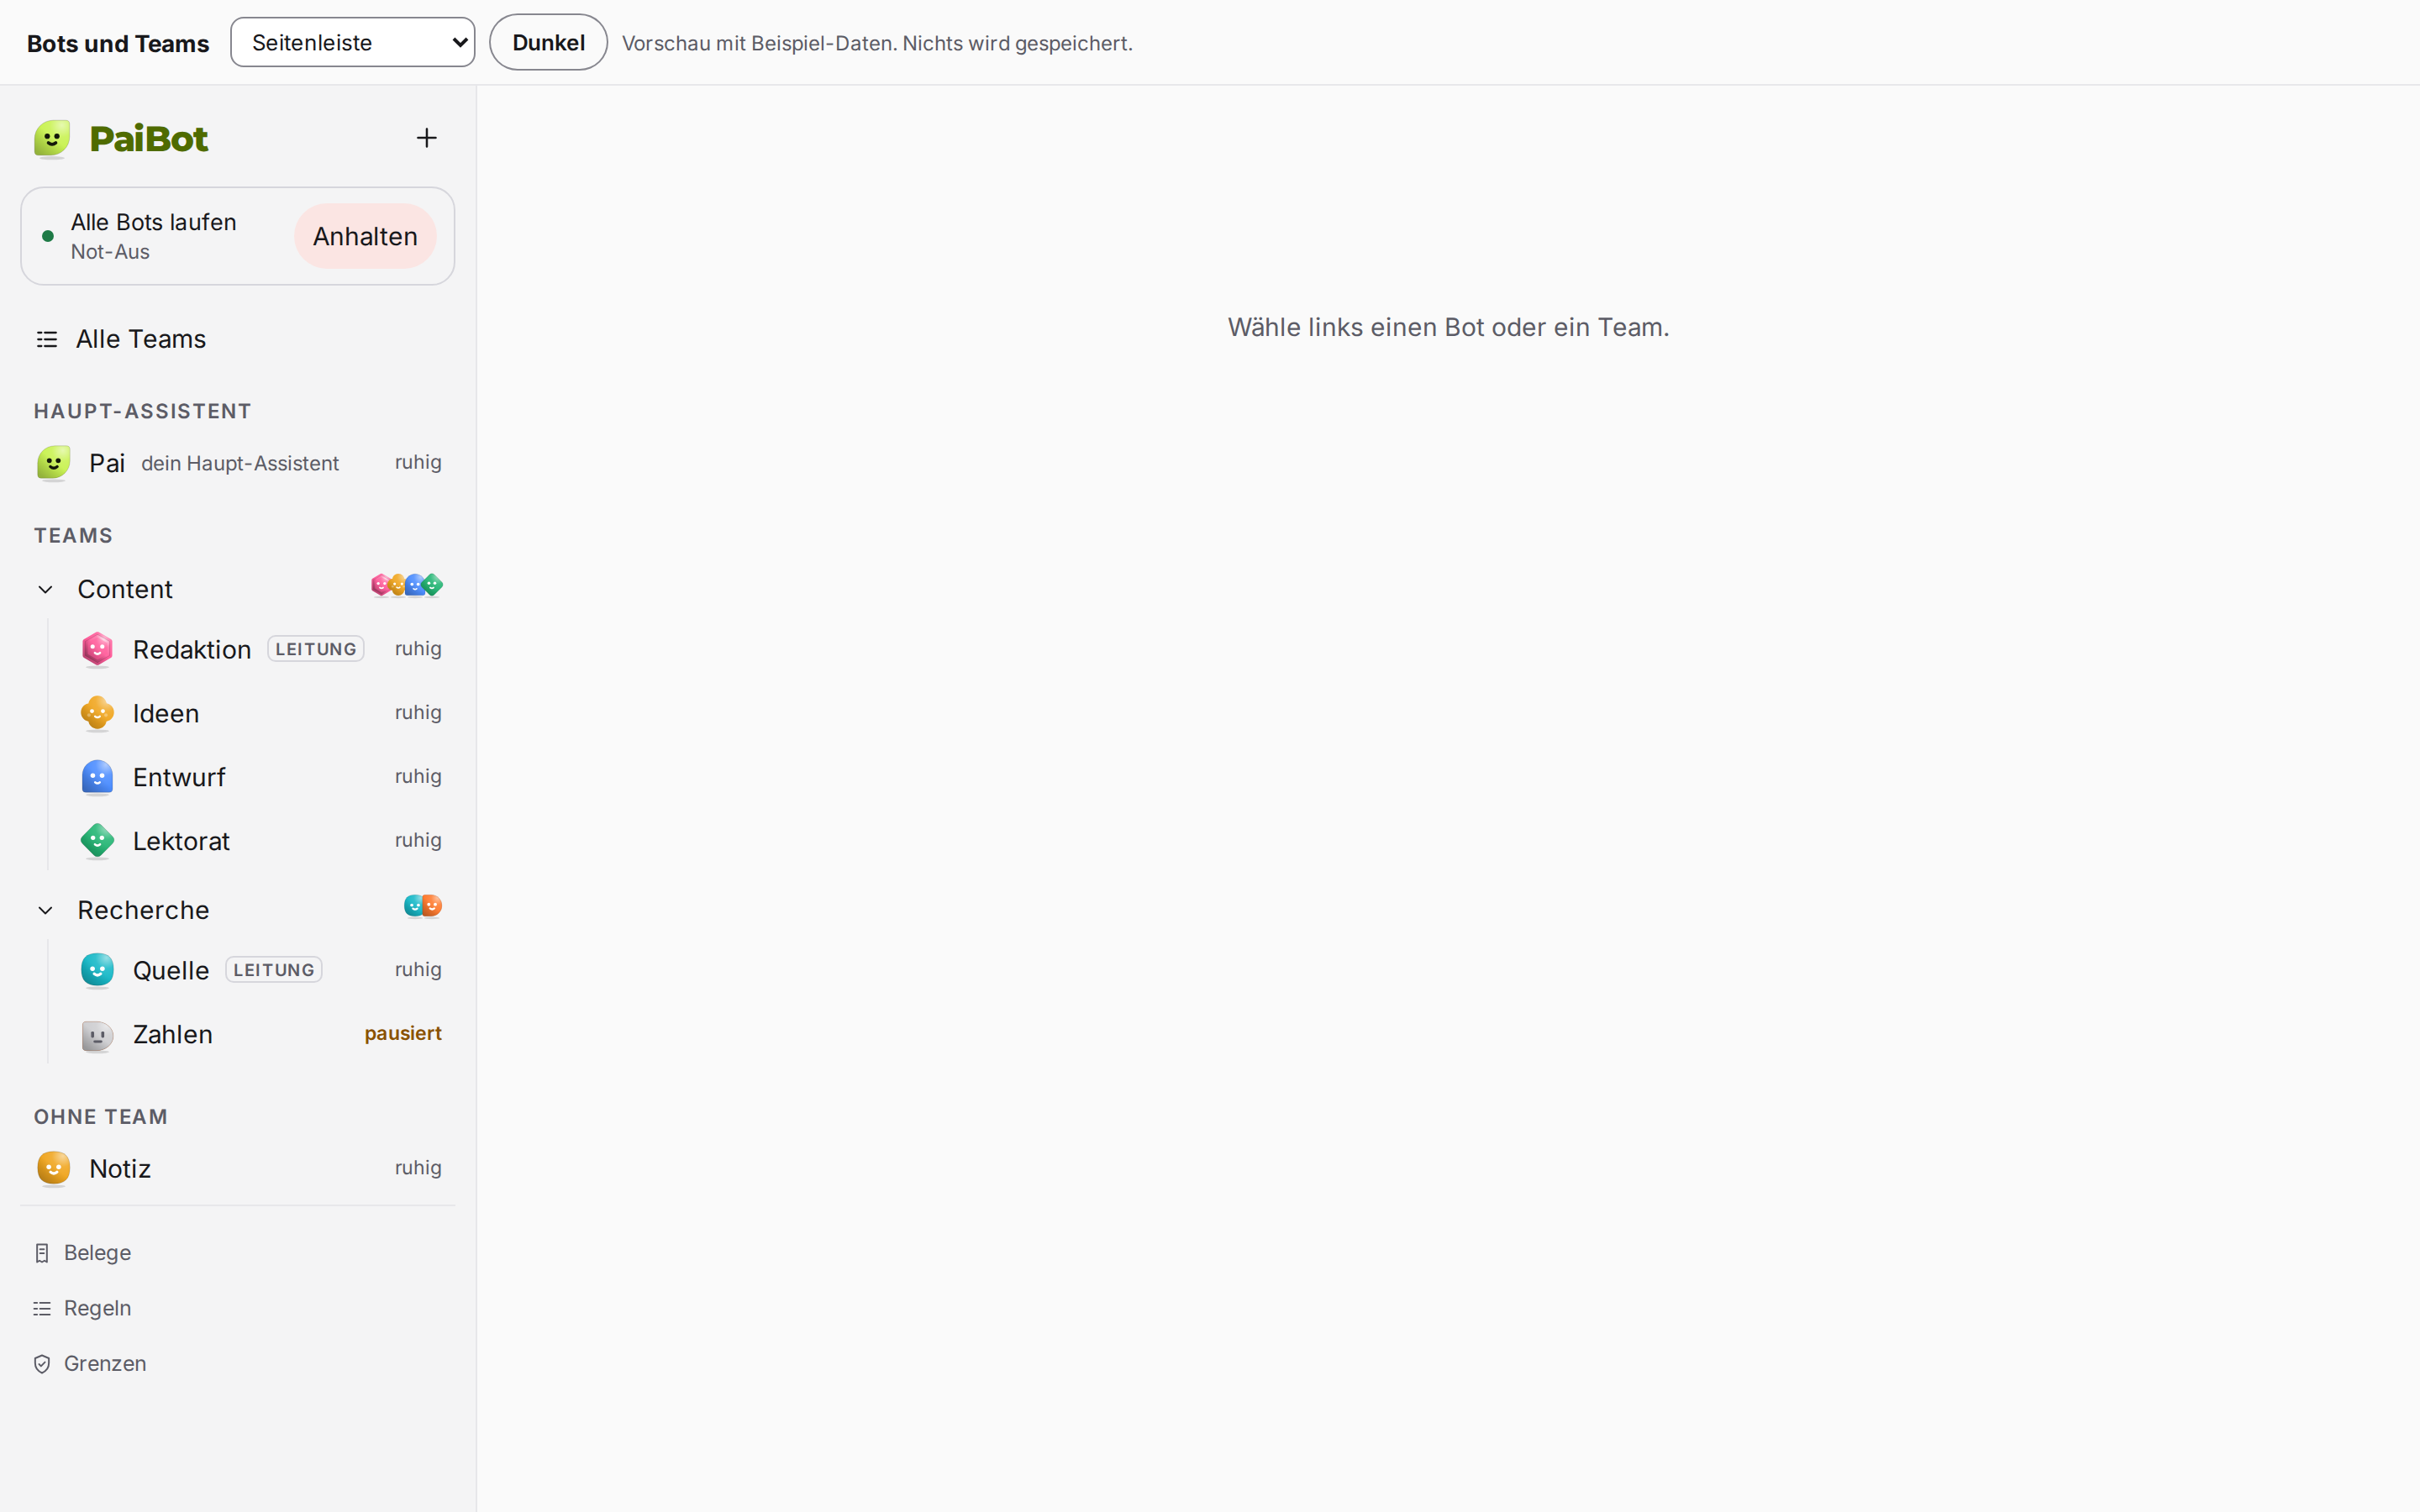 Bots und Teams
Seitenleiste
Dunkel
Vorschau mit Beispiel-Daten. Nichts wird gespeichert.
PaiBot
Alle Bots laufen
Not-Aus
Anhalten
Alle Teams
HAUPT-ASSISTENT
Pai dein Haupt-Assistent ruhig
TEAMS
Content
Redaktion LEITUNG ruhig
Ideen ruhig
Entwurf ruhig
Lektorat ruhig
Recherche
Quelle LEITUNG ruhig
Zahlen pausiert
OHNE TEAM
Notiz ruhig
Belege
Regeln
Grenzen
Wähle links einen Bot oder ein Team.